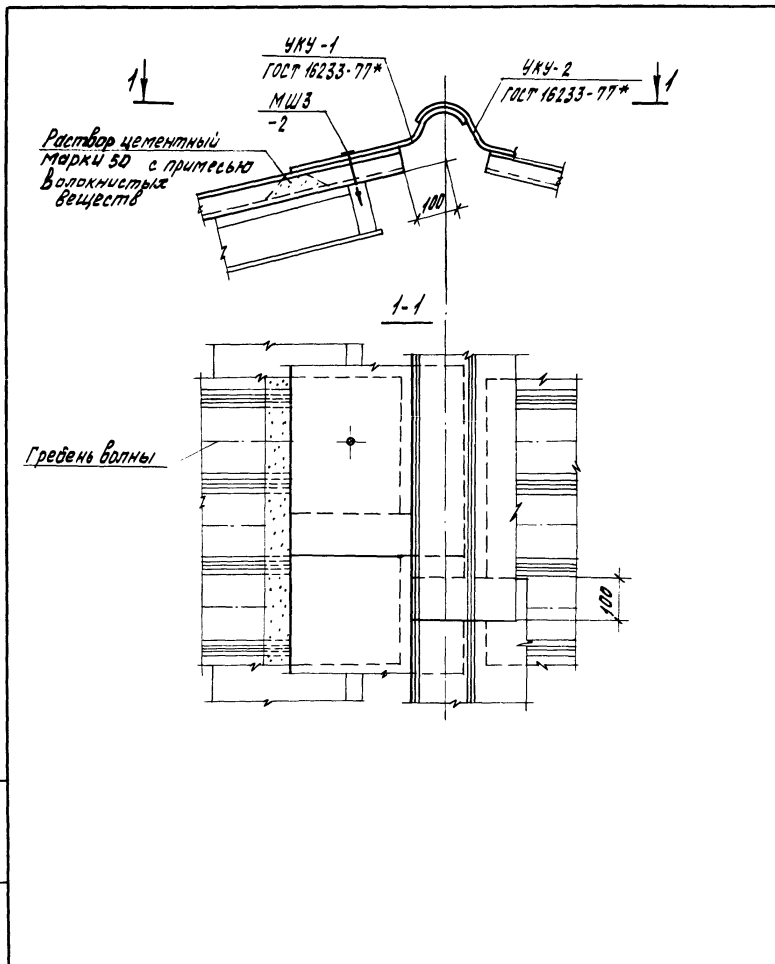 УКУ-1
ГОСТ 16233-77*
УКУ-2
ГОСТ 16233-77*
1
1
МШ3
-2
Раствор цементный
марки 50 с примесью
волокнистых
веществ
100
1-1
Гребень волны
100